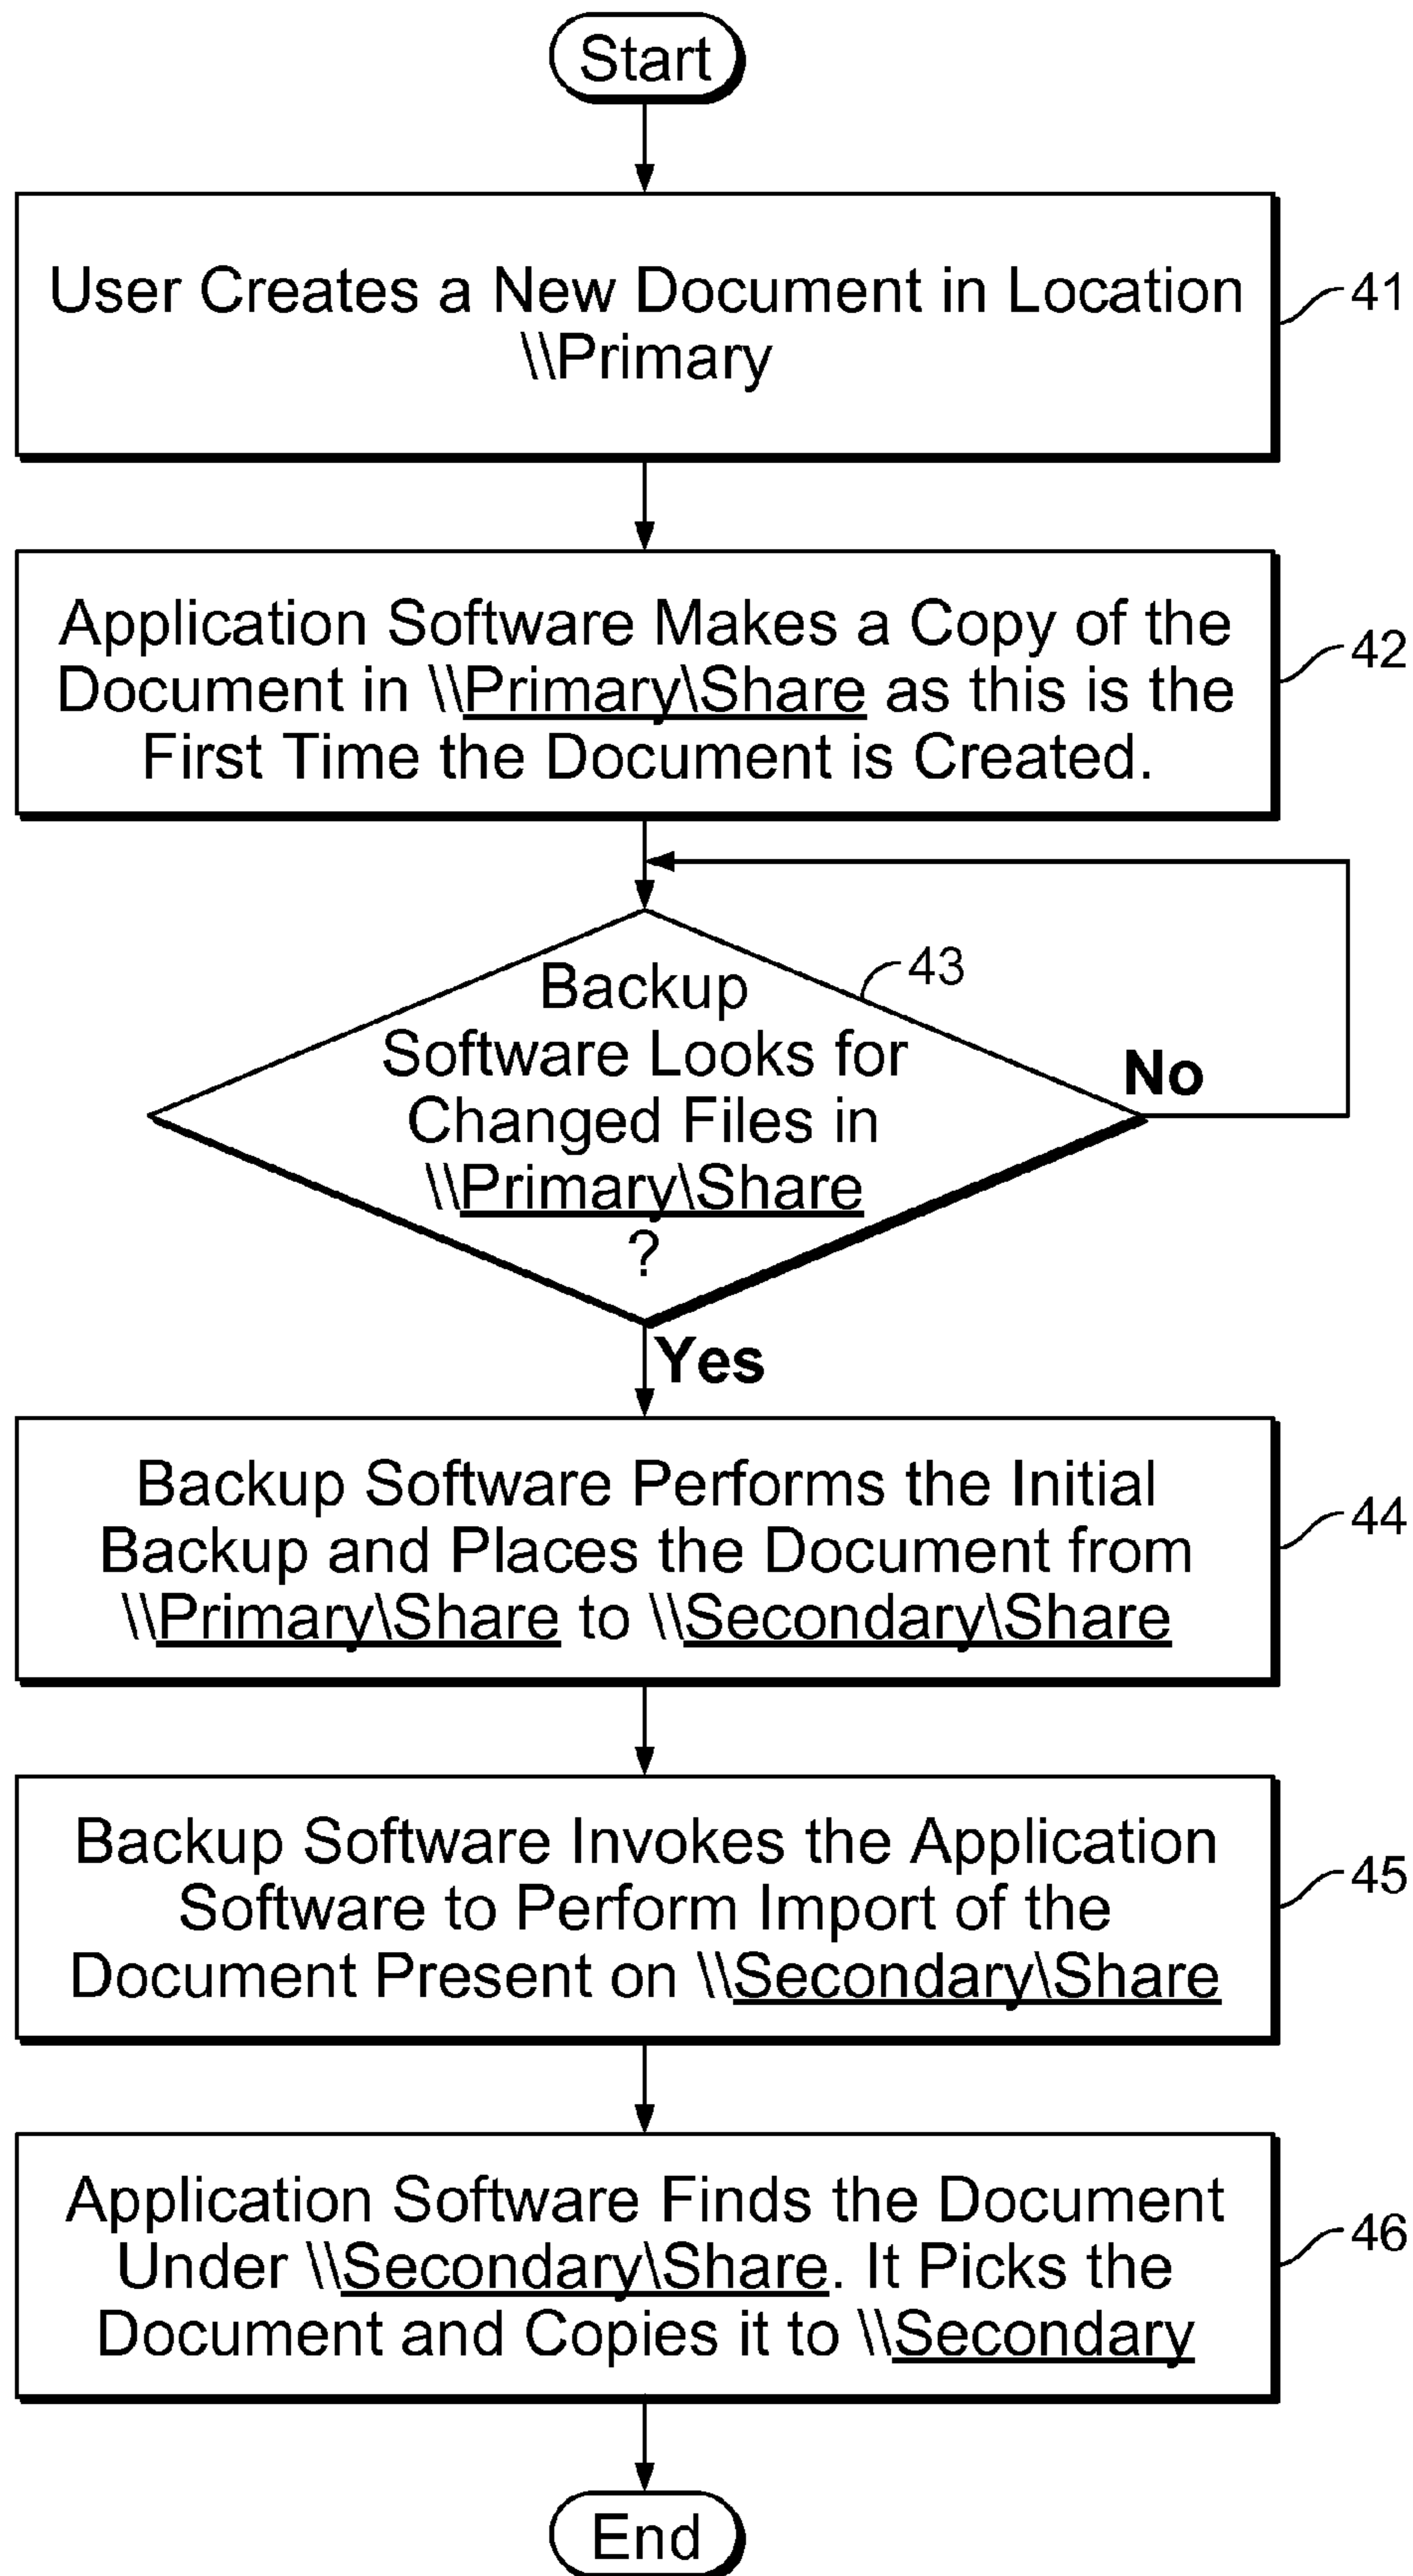 Start
User Creates a New Document in Location
\\Primary
41
Application Software Makes a Copy of the
Document in \\Primary\Share as this is the
First Time the Document is Created.
42
Backup
Software Looks for
Changed Files in
\\Primary\Share
?
43
No
Yes
Backup Software Performs the Initial
Backup and Places the Document from
\\Primary\Share to \\Secondary\Share
44
Backup Software Invokes the Application
Software to Perform Import of the
Document Present on \\Secondary\Share
45
Application Software Finds the Document
Under \\Secondary\Share. It Picks the
Document and Copies it to \\Secondary
46
End